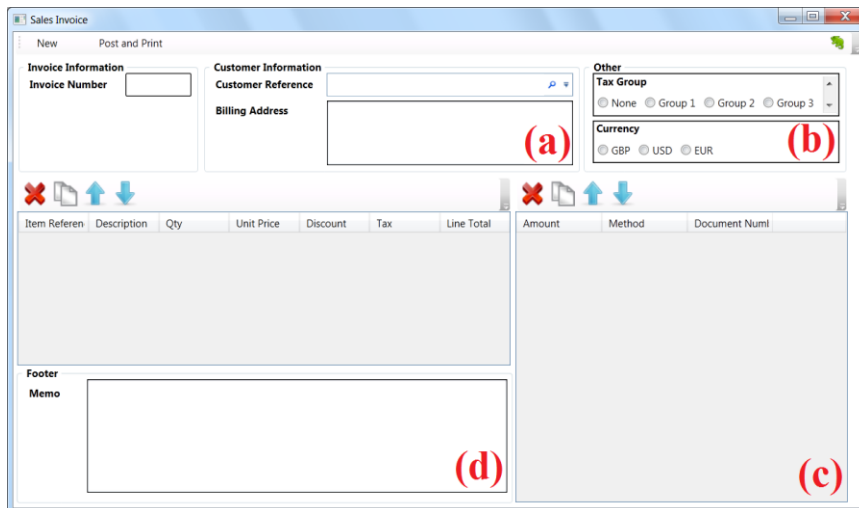 Sales Invoice
New Post and Print
Invoice Information Customer Information Other
Invoice Number Customer Reference Tax Group
None Group 1 Group 2 Group 3
Billing Address
(a)
Currency
(b)
GBP USD EUR
Item Referen Description Qty Unit Price Discount Tax Line Total Amount Method Document Numl
Footer
Memo
(d)
(c)